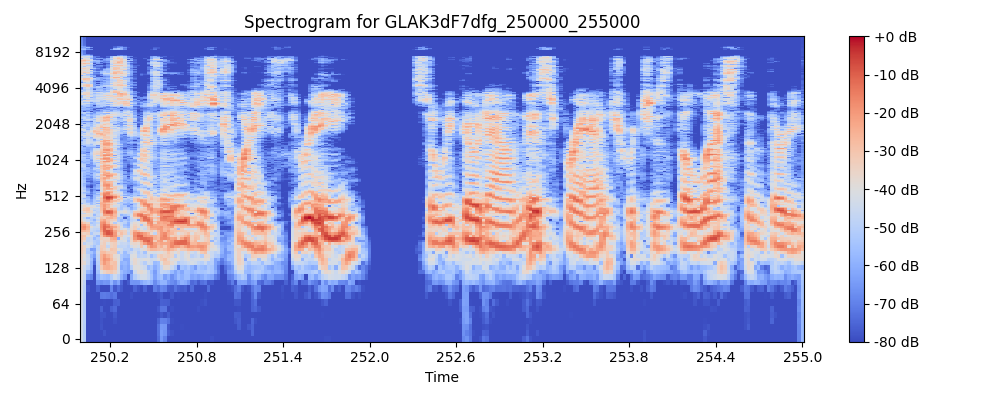 Spectrogram for GLAK3dF7dfg_250000_255000
Hz
8192
4096
2048
1024
512
256
128
64
0
250.2 250.8 251.4 252.0 252.6 253.2 253.8 254.4 255.0
Time
+0 dB
-10 dB
-20 dB
-30 dB
-40 dB
-50 dB
-60 dB
-70 dB
-80 dB